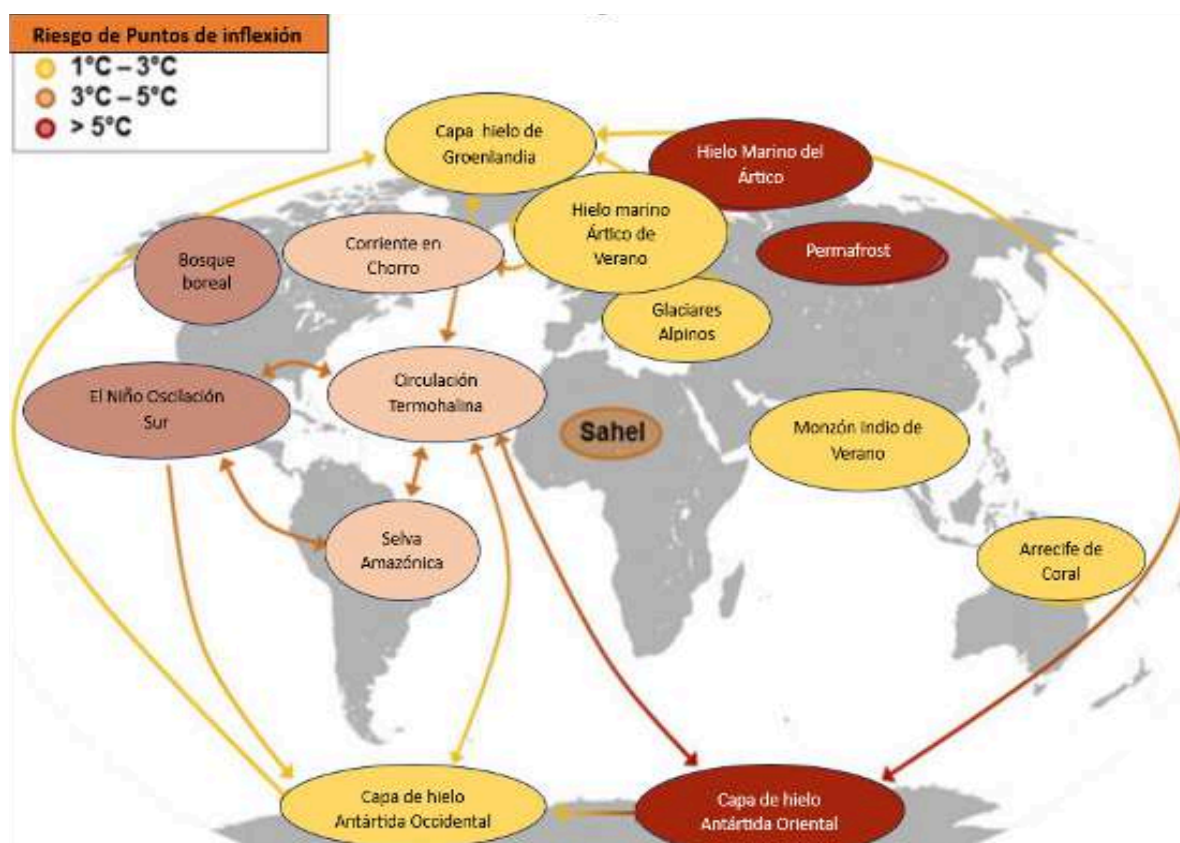 Riesgo de Puntos de inflexión
1°C – 3°C
3°C – 5°C
> 5°C
Capa hielo de
Groenlandia
Hielo Marino del
Ártico
Hielo marino
Ártico de
Verano
Corriente en
Chorro
Bosque
boreal
Permafrost
Glaciares
Alpinos
El Niño Oscilación
Sur
Circulación
Termohalina
Sahel
Monzón Indio de
Verano
Selva
Amazónica
Arrecife de
Coral
Capa de hielo
Antártida Occidental
Capa de hielo
Antártida Oriental